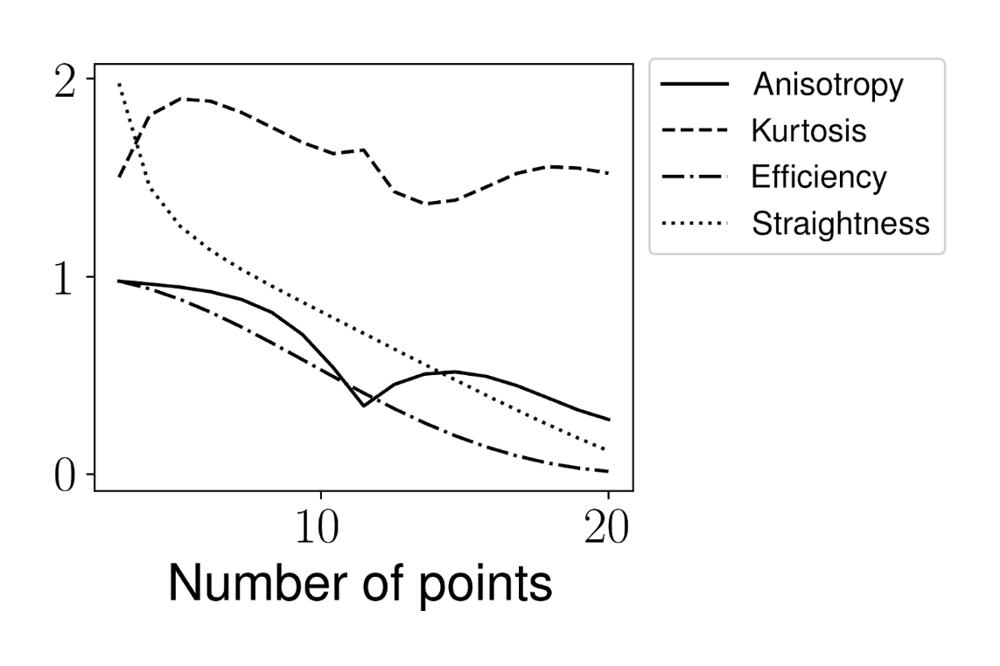 2
1
0
10
20
Number of points
Anisotropy
Kurtosis
Efficiency
Straightness